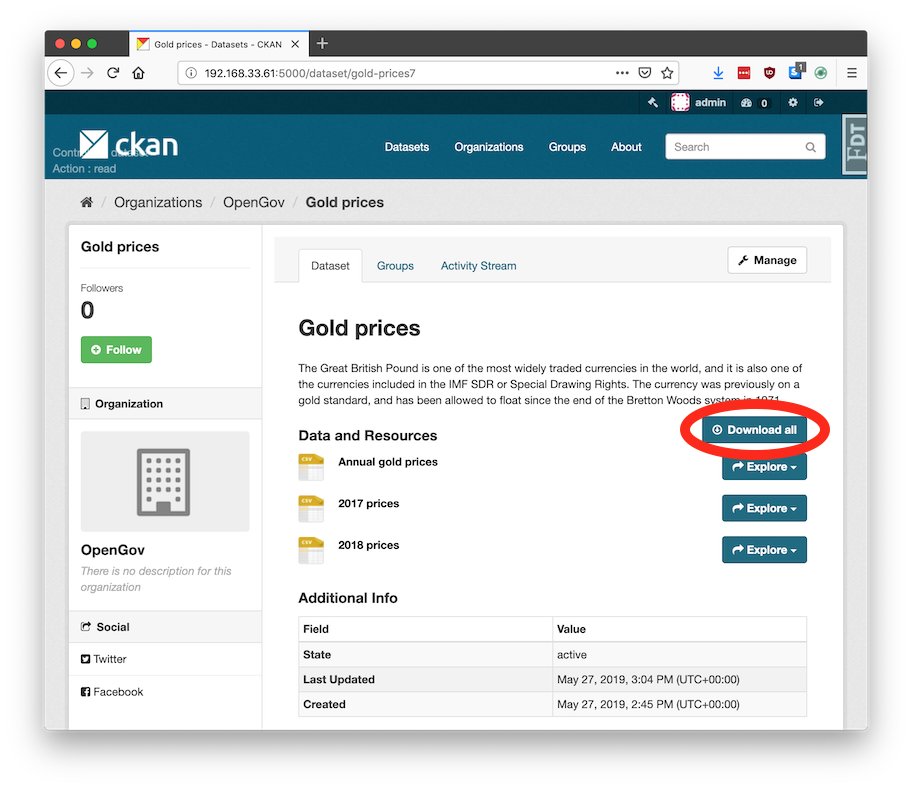 Gold prices - Datasets - CKAN
192.168.33.61:5000/dataset/gold-prices7
1
admin
0
ckan
Datasets
Organizations
Groups
About
Search
FDT
Action : read
Organizations / OpenGov / Gold prices
Gold prices
Followers
0
Follow
Organization
OpenGov
There is no description for this
organization
Social
Twitter
Facebook
Dataset
Groups
Activity Stream
Manage
Gold prices
The Great British Pound is one of the most widely traded currencies in the world, and it is also one of
the currencies included in the IMF SDR or Special Drawing Rights. The currency was previously on a
gold standard, and has been allowed to float since the end of the Bretton Woods system in 1971.
Download all
Data and Resources
CSV
Annual gold prices
Explore
CSV
2017 prices
Explore
CSV
2018 prices
Explore
Additional Info
Field Value
State active
Last Updated May 27, 2019, 3:04 PM (UTC+00:00)
Created May 27, 2019, 2:45 PM (UTC+00:00)